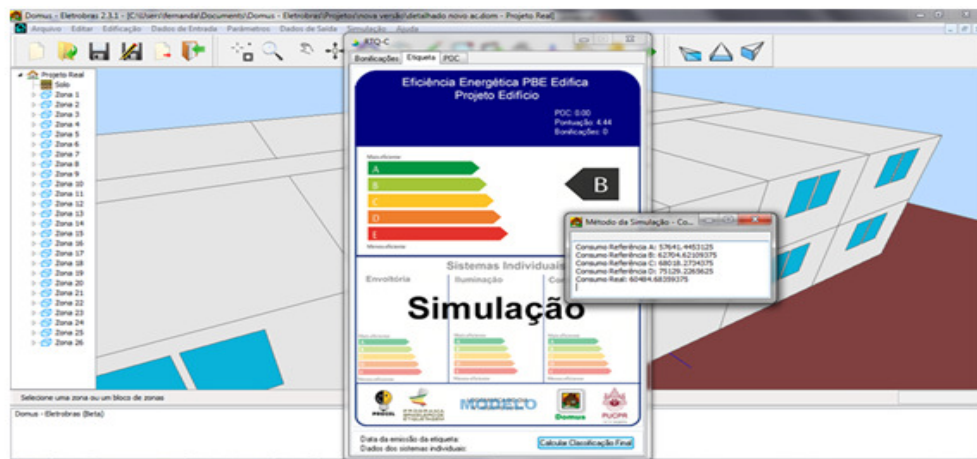 Domus - Eletrobras 2.3.1 - [C:\Users\fernanda\Documents\Domus - Eletrobras\Projetos\nova versão\detalhado novo ac.dom - Projeto Real]
Arquivo Editar Edificação Dados de Entrada Parâmetros Dados de Saída Simulação Ajuda
Projeto Real
Solo
Zona 1
Zona 2
Zona 3
Zona 4
Zona 5
Zona 6
Zona 7
Zona 8
Zona 9
Zona 10
Zona 11
Zona 12
Zona 13
Zona 14
Zona 15
Zona 16
Zona 17
Zona 18
Zona 19
Zona 20
Zona 21
Zona 22
Zona 23
Zona 24
Zona 25
Zona 26
RTQ-C
Bonificações Etiqueta POC
Eficiência Energética PBE Edifica
Projeto Edifício
POC: 0.00
Pontuação: 4.44
Bonificações: 0
Mais eficiente
A
B
C
D
E
Menos eficiente
B
Sistemas Individuais
Envoltória Iluminação
Simulação
PROCEL
MODELO
Domus
PUCPR
Data da emissão da etiqueta:
Dados dos sistemas individuais:
Calcular Classificação Final
Método da Simulação - Co...
Consumo Referência A: 57641.4453125
Consumo Referência B: 62704.62109375
Consumo Referência C: 68018.2734375
Consumo Referência D: 75129.2265625
Consumo Real: 60484.68359375
Selecione uma zona ou um bloco de zonas
Domus - Eletrobras (Beta)